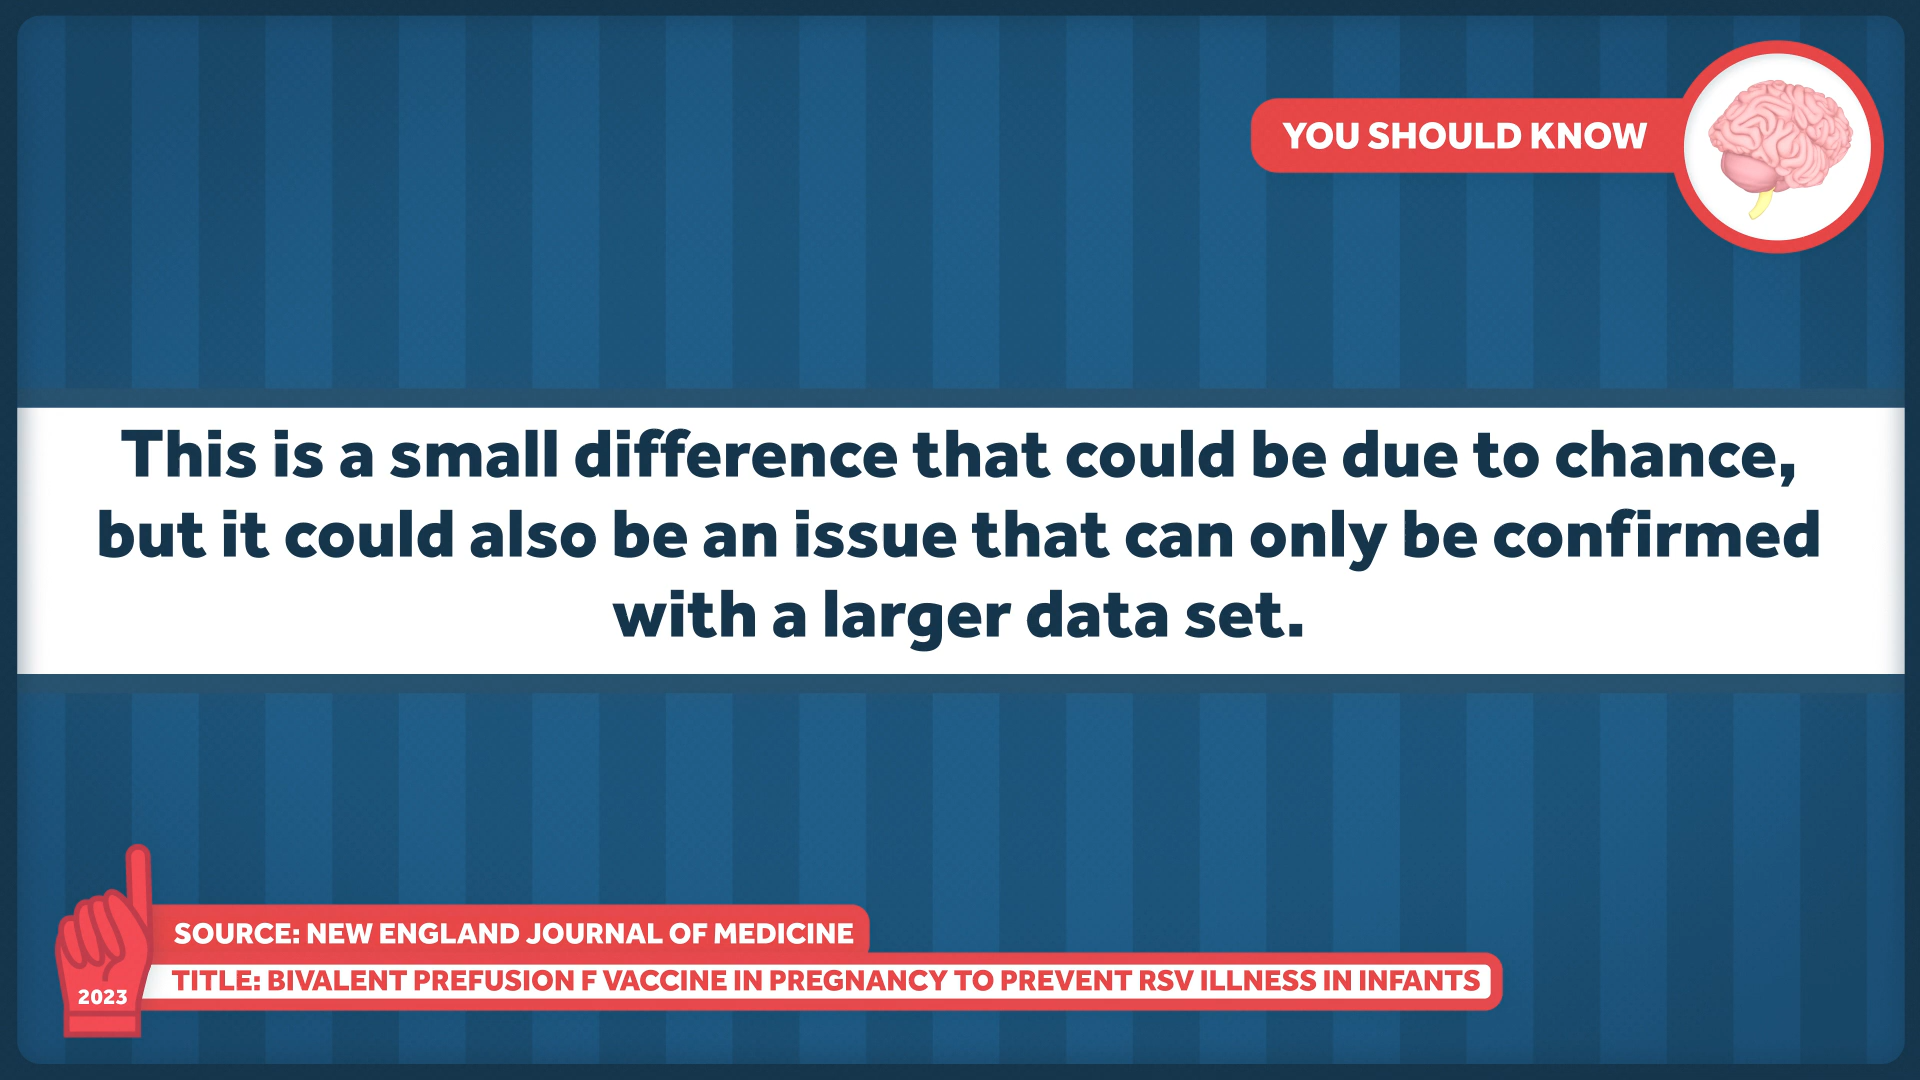 YOU SHOULD KNOW
This is a small difference that could be due to chance,
but it could also be an issue that can only be confirmed
with a larger data set.
SOURCE: NEW ENGLAND JOURNAL OF MEDICINE
TITLE: BIVALENT PREFUSION F VACCINE IN PREGNANCY TO PREVENT RSV ILLNESS IN INFANTS
2023